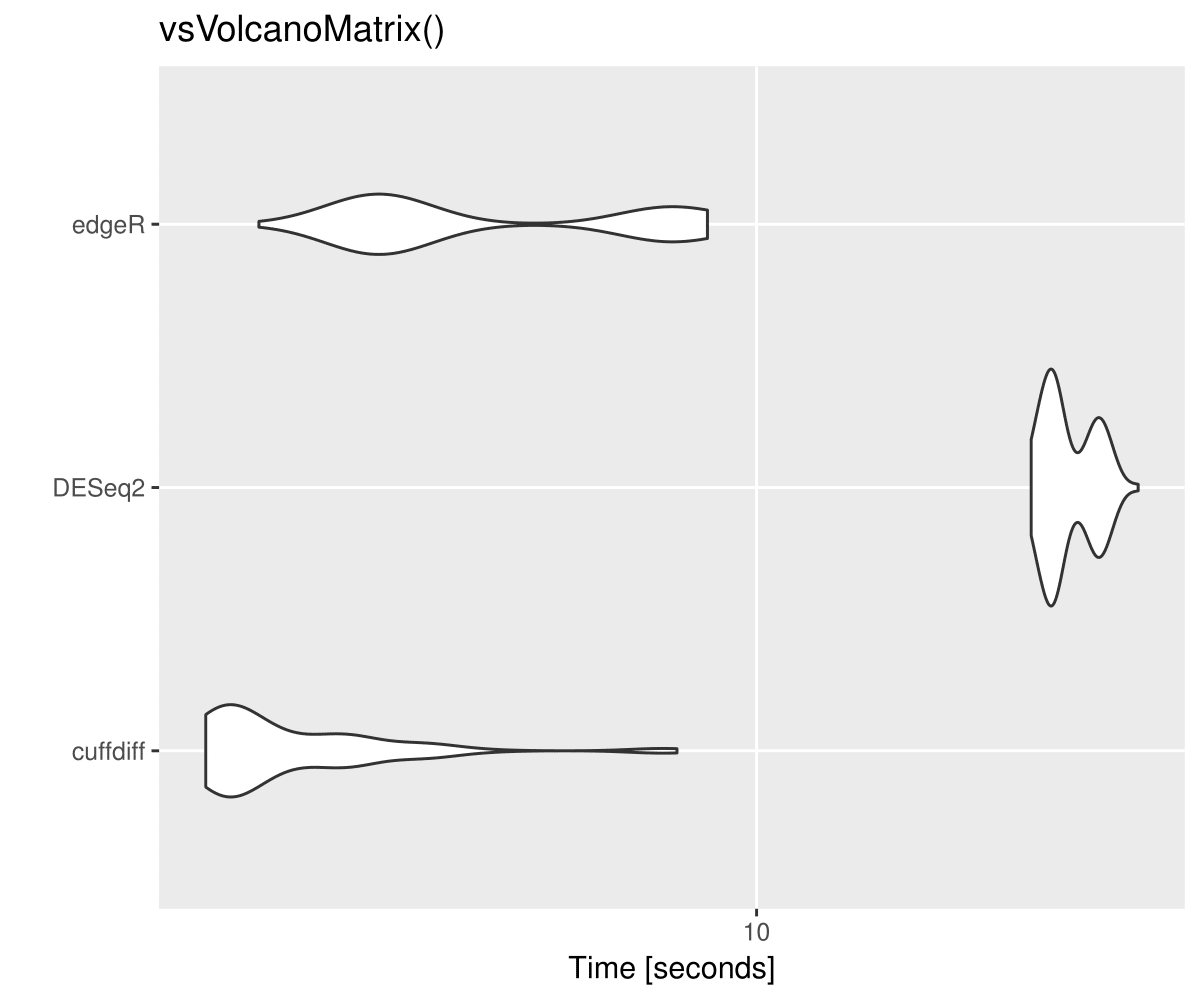 vsVolcanoMatrix()
edgeR
DESeq2
cuffdiff
10
Time [seconds]